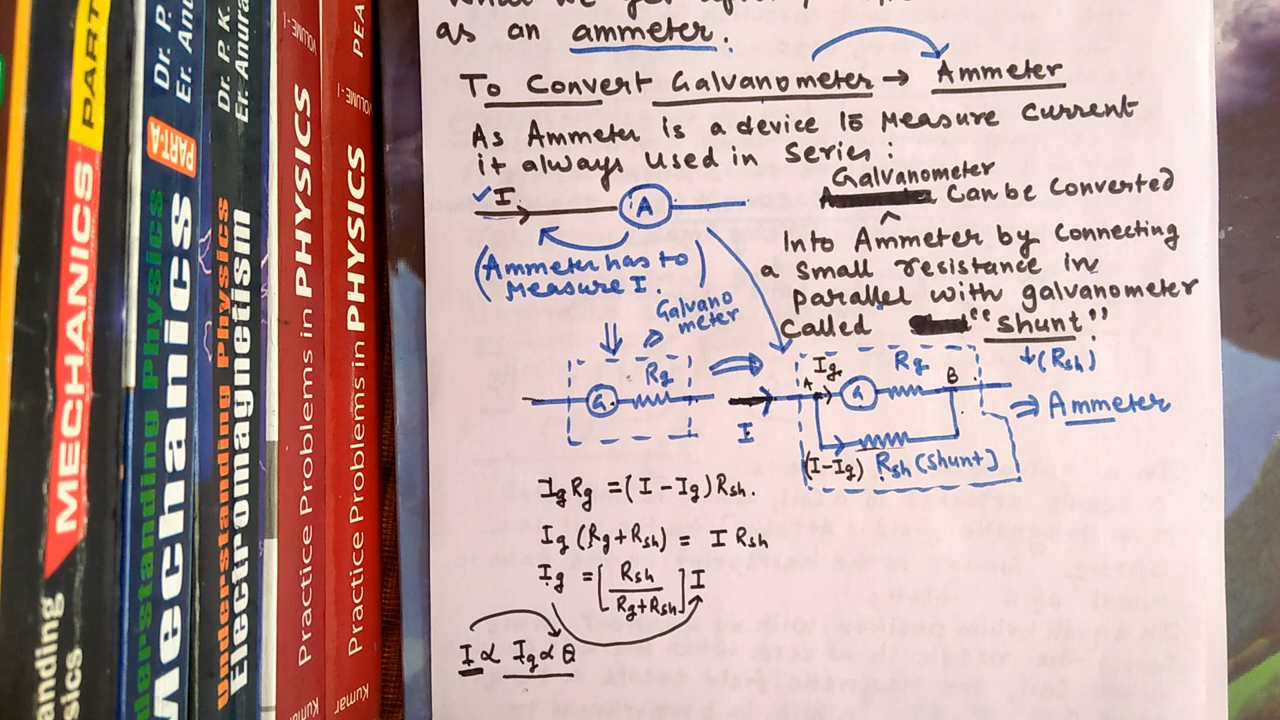 MECHANICS PART
anding
sics
Dr. P.
Er. Anu
PART-A
derstanding Physics
Mechanics
Dr. P. K.
Er. Anura
Understanding Physics
Electromagnetism
VOLUME-I
Practice Problems in PHYSICS
Kumar
PEA
VOLUME-I
Practice Problems in PHYSICS
Kumar
as an ammeter.
To Convert Galvanometer → Ammeter
As Ammeter is a device to Measure Current
it always used in Series:
Galvanometer
Can be Converted
Into Ammeter by Connecting
a small resistance in
parallel with galvanometer
Called "Shunt".
↓(Rsh)
I
A
(Ammeter has to
Measure I.)
Galvano
meter
G
Rg
I
A
Ig
G
Rg
B
⇒ Ammeter
(I-Ig) Rsh (Shunt)
IgRg = (I-Ig)Rsh.
Ig (Rg+Rsh) = I Rsh
Ig = [Rsh / Rg+Rsh] I
I ∝ Ig ∝ θ